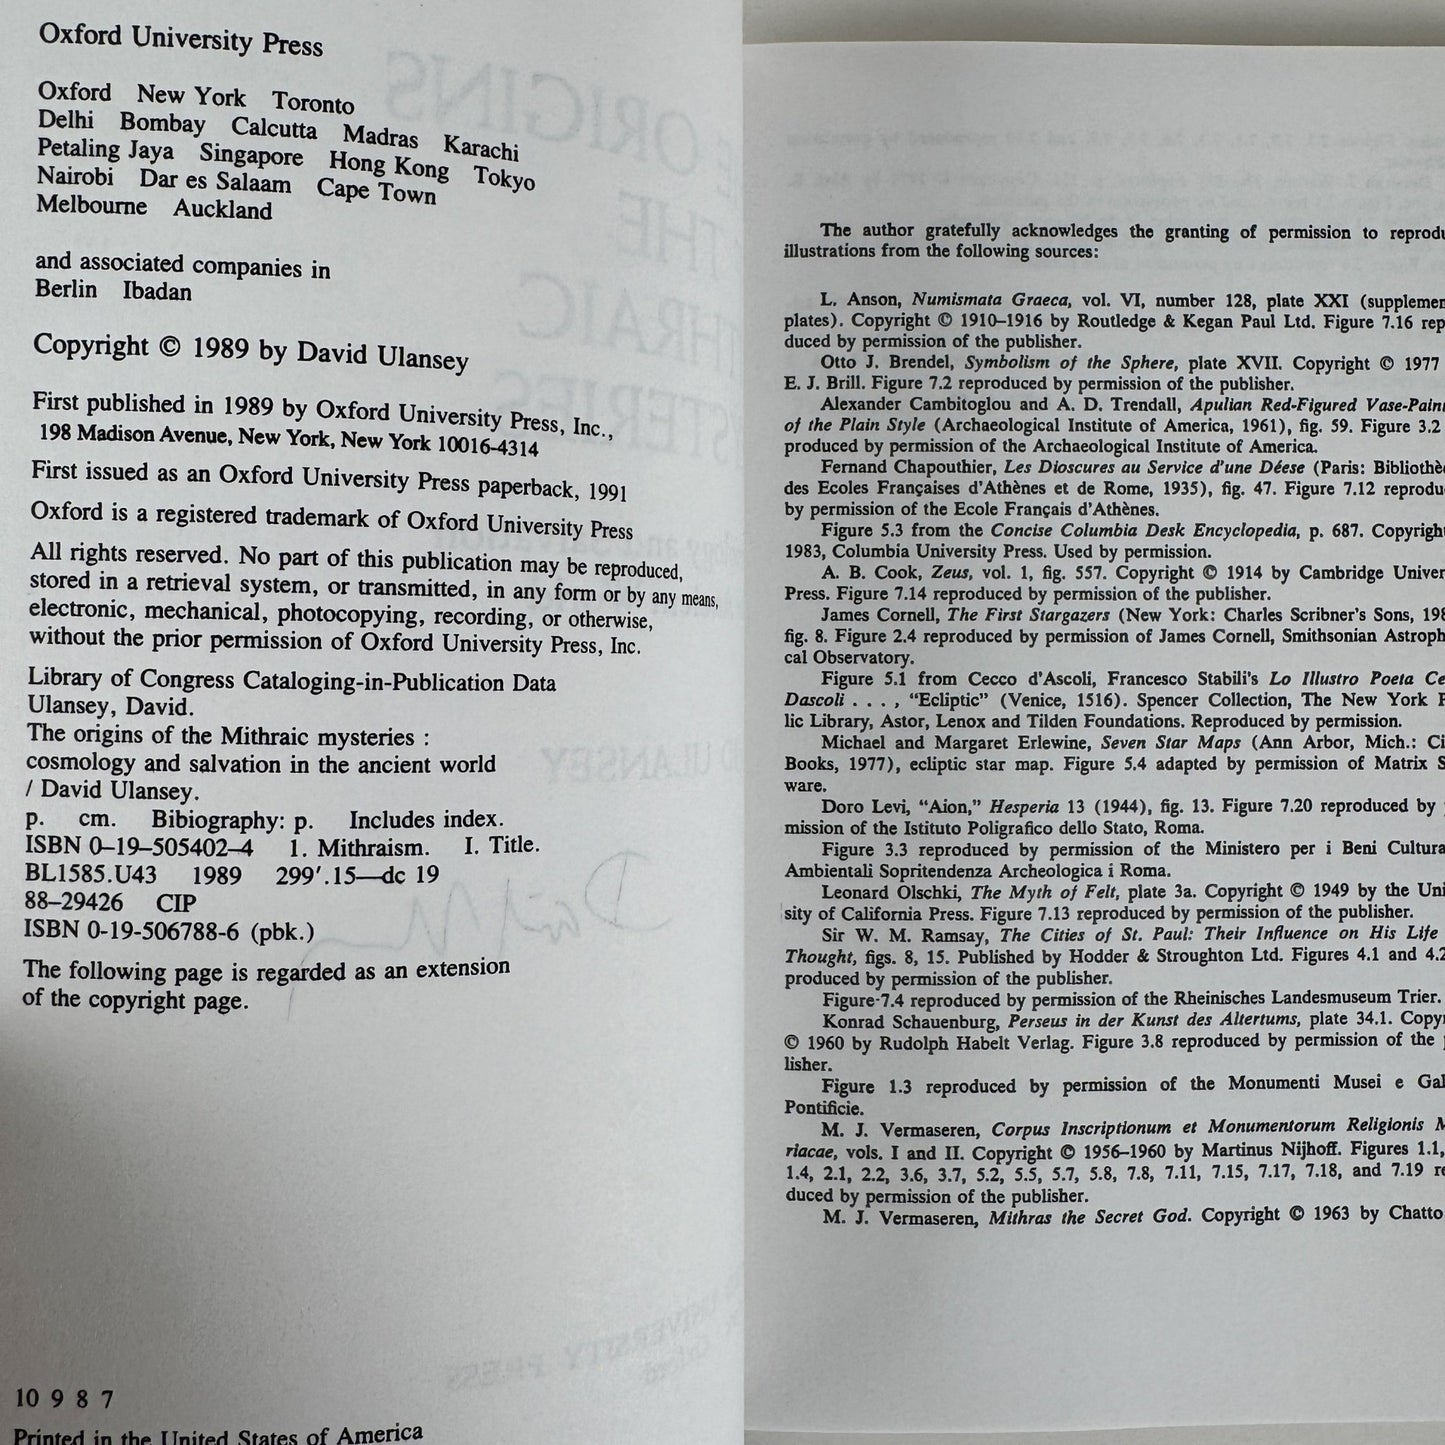 Oxford University Press
Oxford New York Toronto
Delhi Bombay Calcutta Madras Karachi
Petaling Jaya Singapore Hong Kong Tokyo
Nairobi Dar es Salaam Cape Town
Melbourne Auckland
and associated companies in
Berlin Ibadan
Copyright © 1989 by David Ulansey
First published in 1989 by Oxford University Press, Inc.,
198 Madison Avenue, New York, New York 10016-4314
First issued as an Oxford University Press paperback, 1991
Oxford is a registered trademark of Oxford University Press
All rights reserved. No part of this publication may be reproduced,
stored in a retrieval system, or transmitted, in any form or by any means,
electronic, mechanical, photocopying, recording, or otherwise,
without the prior permission of Oxford University Press, Inc.
Library of Congress Cataloging-in-Publication Data
Ulansey, David.
The origins of the Mithraic mysteries :
cosmology and salvation in the ancient world
/ David Ulansey.
p. cm. Bibiography: p. Includes index.
ISBN 0–19–505402–4 1. Mithraism. I. Title.
BL1585.U43 1989 299'.15—dc 19
88–29426 CIP
ISBN 0-19-506788-6 (pbk.)
The following page is regarded as an extension
of the copyright page.
10 9 8 7
Printed in the United States of America
The author gratefully acknowledges the granting of permission to reprodu
illustrations from the following sources:
L. Anson, Numismata Graeca, vol. VI, number 128, plate XXI (supplemen
plates). Copyright © 1910–1916 by Routledge & Kegan Paul Ltd. Figure 7.16 rep
duced by permission of the publisher.
Otto J. Brendel, Symbolism of the Sphere, plate XVII. Copyright © 1977
E. J. Brill. Figure 7.2 reproduced by permission of the publisher.
Alexander Cambitoglou and A. D. Trendall, Apulian Red-Figured Vase-Pain
of the Plain Style (Archaeological Institute of America, 1961), fig. 59. Figure 3.2
produced by permission of the Archaeological Institute of America.
Fernand Chapouthier, Les Dioscures au Service d'une Déese (Paris: Bibliothè
des Ecoles Françaises d'Athènes et de Rome, 1935), fig. 47. Figure 7.12 reprodu
by permission of the Ecole Français d'Athènes.
Figure 5.3 from the Concise Columbia Desk Encyclopedia, p. 687. Copyright
1983, Columbia University Press. Used by permission.
A. B. Cook, Zeus, vol. 1, fig. 557. Copyright © 1914 by Cambridge Univer
Press. Figure 7.14 reproduced by permission of the publisher.
James Cornell, The First Stargazers (New York: Charles Scribner's Sons, 198
fig. 8. Figure 2.4 reproduced by permission of James Cornell, Smithsonian Astroph
cal Observatory.
Figure 5.1 from Cecco d'Ascoli, Francesco Stabili's Lo Illustro Poeta Ce
Dascoli . . . , “Ecliptic” (Venice, 1516). Spencer Collection, The New York P
lic Library, Astor, Lenox and Tilden Foundations. Reproduced by permission.
Michael and Margaret Erlewine, Seven Star Maps (Ann Arbor, Mich.: Ci
Books, 1977), ecliptic star map. Figure 5.4 adapted by permission of Matrix S
ware.
Doro Levi, “Aion,” Hesperia 13 (1944), fig. 13. Figure 7.20 reproduced by
mission of the Istituto Poligrafico dello Stato, Roma.
Figure 3.3 reproduced by permission of the Ministero per i Beni Cultura
Ambientali Sopritendenza Archeologica i Roma.
Leonard Olschki, The Myth of Felt, plate 3a. Copyright © 1949 by the Uni
sity of California Press. Figure 7.13 reproduced by permission of the publisher.
Sir W. M. Ramsay, The Cities of St. Paul: Their Influence on His Life
Thought, figs. 8, 15. Published by Hodder & Stroughton Ltd. Figures 4.1 and 4.2
produced by permission of the publisher.
Figure-7.4 reproduced by permission of the Rheinisches Landesmuseum Trier.
Konrad Schauenburg, Perseus in der Kunst des Altertums, plate 34.1. Copyr
© 1960 by Rudolph Habelt Verlag. Figure 3.8 reproduced by permission of the
lisher.
Figure 1.3 reproduced by permission of the Monumenti Musei e Gal
Pontificie.
M. J. Vermaseren, Corpus Inscriptionum et Monumentorum Religionis M
riacae, vols. I and II. Copyright © 1956–1960 by Martinus Nijhoff. Figures 1.1,
1.4, 2.1, 2.2, 3.6, 3.7, 5.2, 5.5, 5.7, 5.8, 7.8, 7.11, 7.15, 7.17, 7.18, and 7.19 re
duced by permission of the publisher.
M. J. Vermaseren, Mithras the Secret God. Copyright © 1963 by Chatto